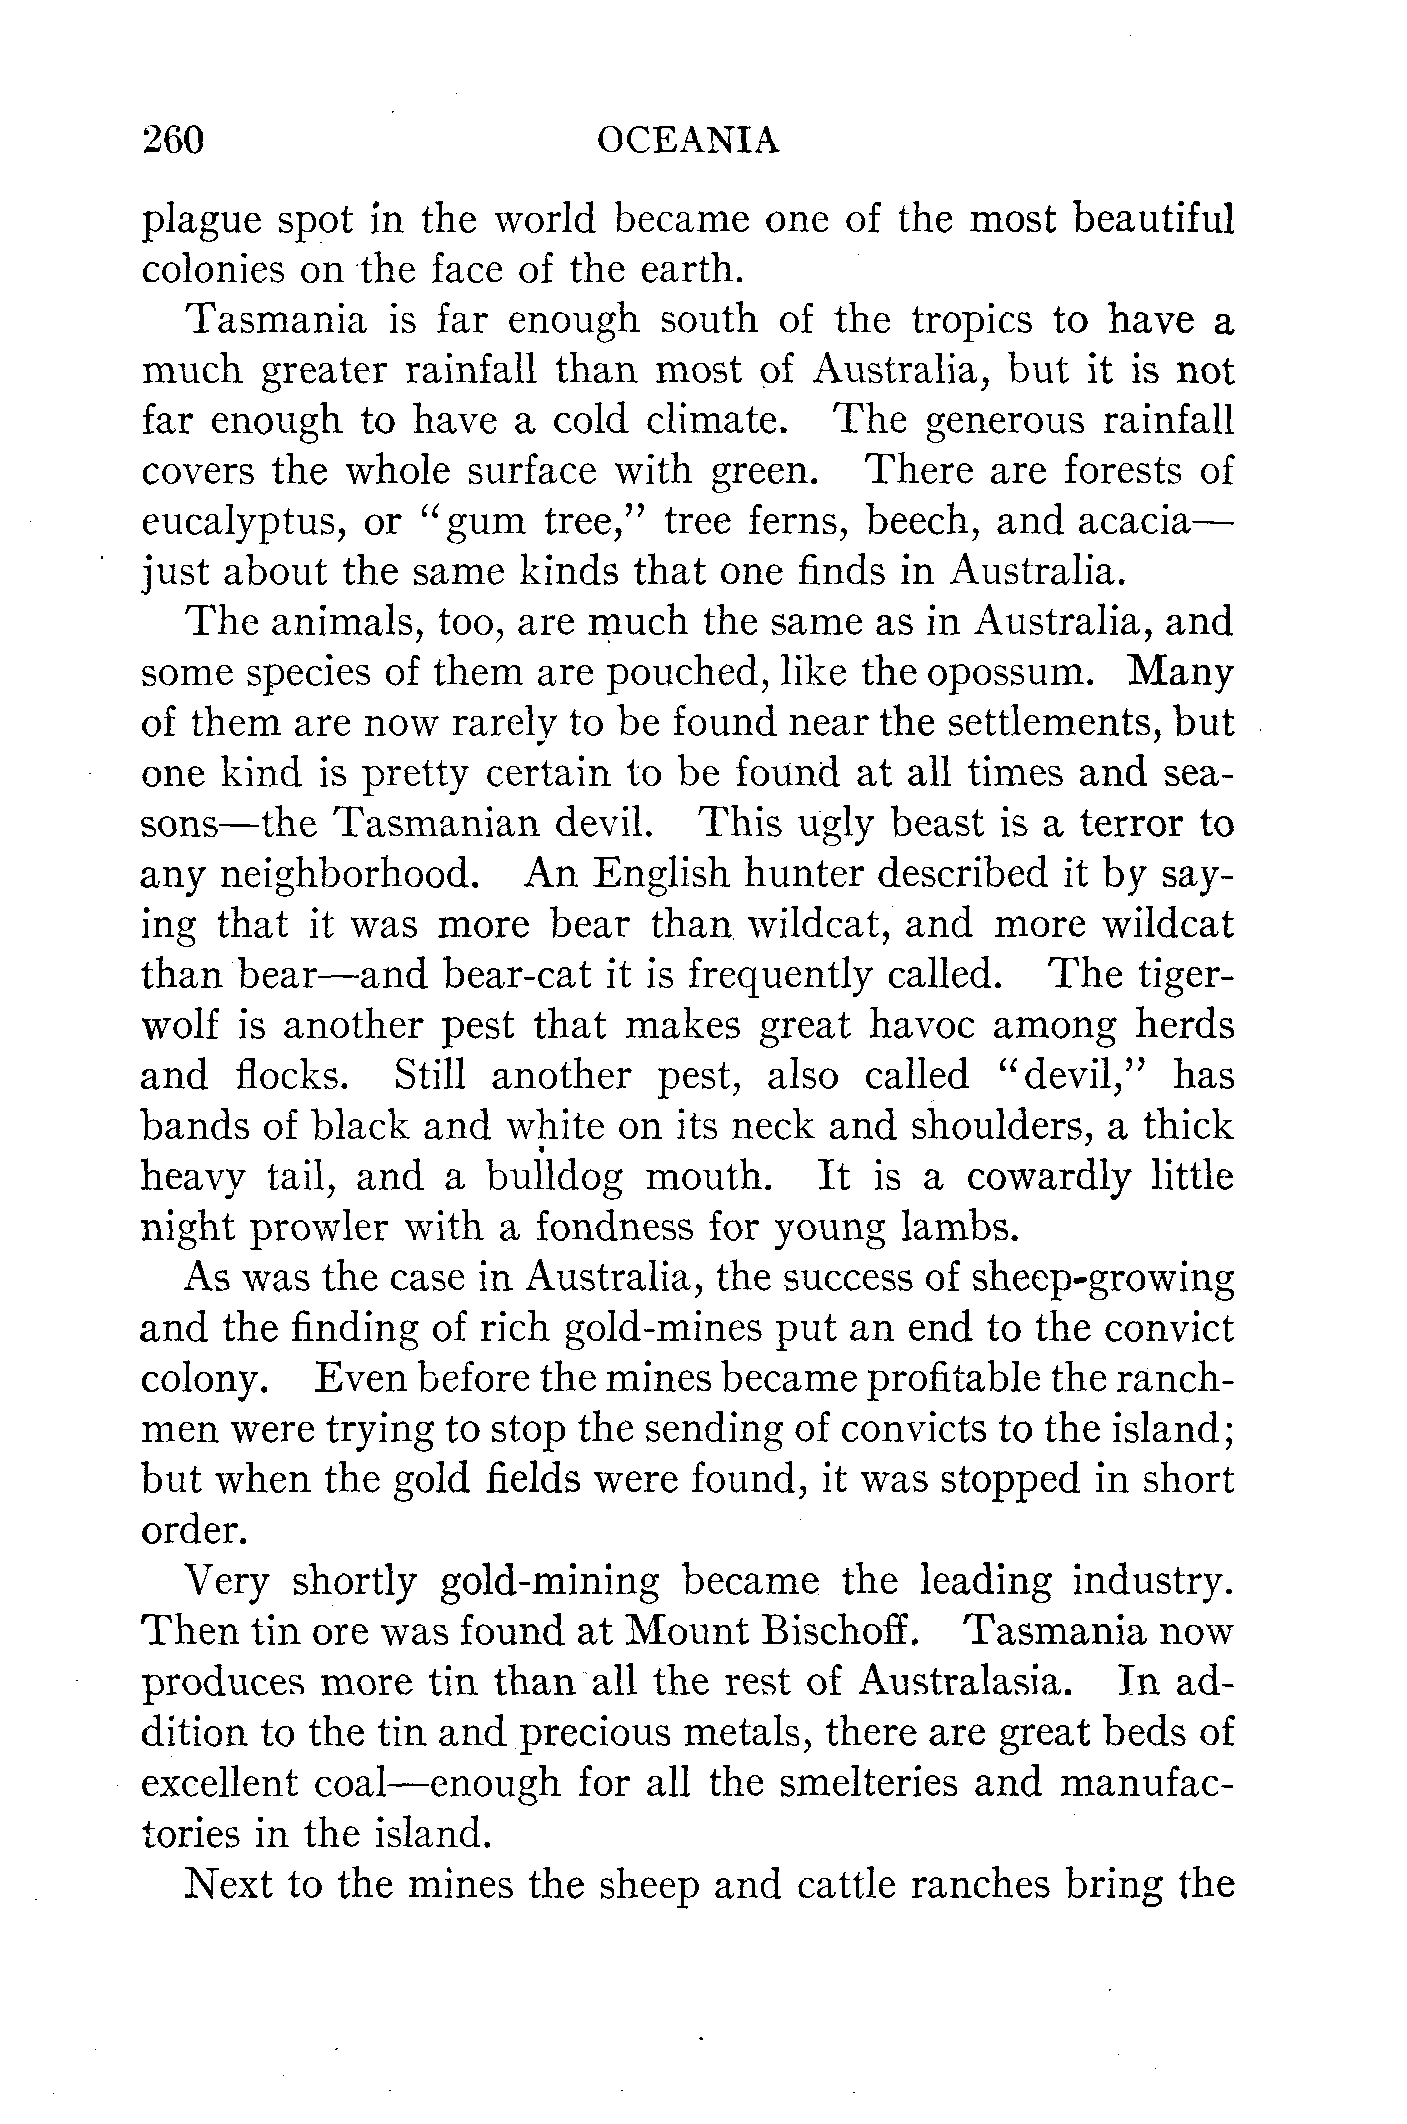 260 OCEANIA
plague spot in the world became one of the most beautiful
colonies on the face of the earth.
Tasmania is far enough south of the tropics to have a
much greater rainfall than most of Australia, but it is not
far enough to have a cold climate. The generous rainfall
covers the whole surface with green. There are forests of
eucalyptus, or “gum tree,” tree ferns, beech, and acacia—
just about the same kinds that one finds in Australia.
The animals, too, are much the same as in Australia, and
some species of them are pouched, like the opossum. Many
of them are now rarely to be found near the settlements, but
one kind is pretty certain to be found at all times and sea-
sons—the Tasmanian devil. This ugly beast is a terror to
any neighborhood. An English hunter described it by say-
ing that it was more bear than wildcat, and more wildcat
than bear—and bear-cat it is frequently called. The tiger-
wolf is another pest that makes great havoc among herds
and flocks. Still another pest, also called “devil,” has
bands of black and white on its neck and shoulders, a thick
heavy tail, and a bulldog mouth. It is a cowardly little
night prowler with a fondness for young lambs.
As was the case in Australia, the success of sheep-growing
and the finding of rich gold-mines put an end to the convict
colony. Even before the mines became profitable the ranch-
men were trying to stop the sending of convicts to the island;
but when the gold fields were found, it was stopped in short
order.
Very shortly gold-mining became the leading industry.
Then tin ore was found at Mount Bischoff. Tasmania now
produces more tin than all the rest of Australasia. In ad-
dition to the tin and precious metals, there are great beds of
excellent coal—enough for all the smelteries and manufac-
tories in the island.
Next to the mines the sheep and cattle ranches bring the